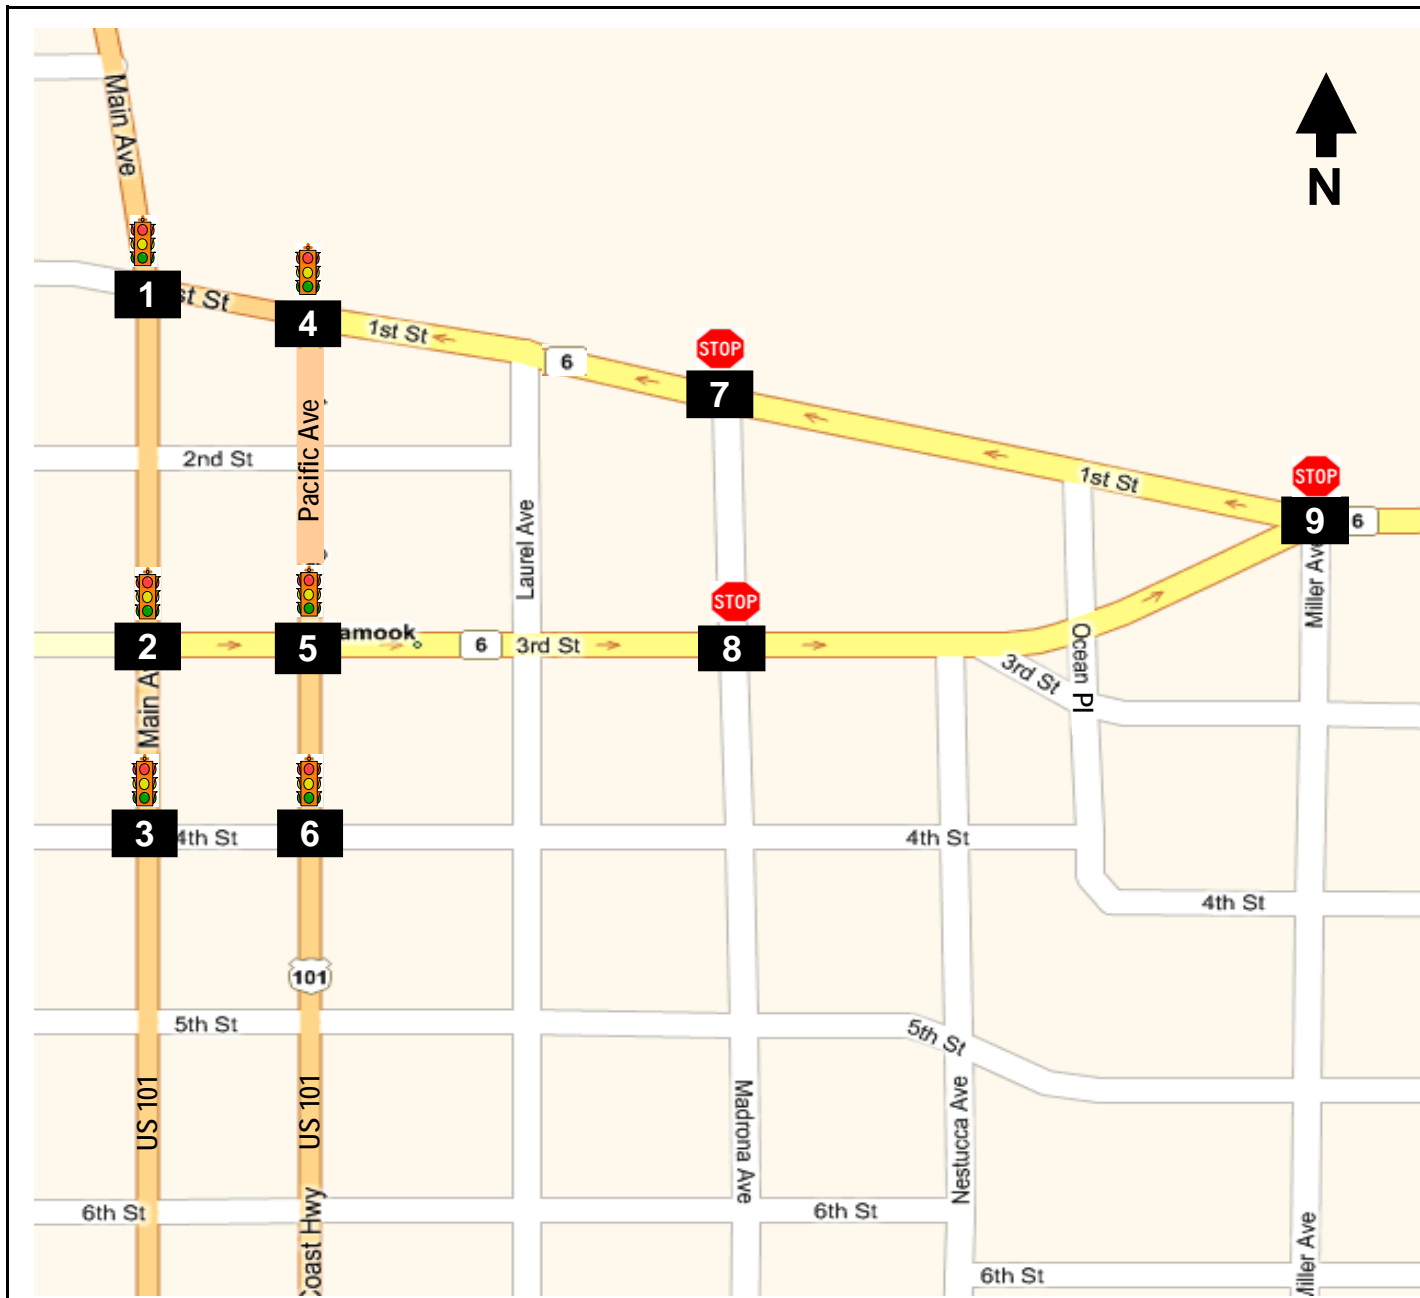 Main Ave
N
1
st St
4
1st St
6
STOP
7
Pacific Ave
2nd St
Laurel Ave
1st St
STOP
9
6
Miller Ave
2
5
amook
6
3rd St
STOP
8
Main A
3rd St
Ocean Pl
3
4th St
6
4th St
4th St
101
5th St
5th St
US 101
US 101
Madrona Ave
Nestucca Ave
6th St
Coast Hwy
6th St
6th St
Miller Ave